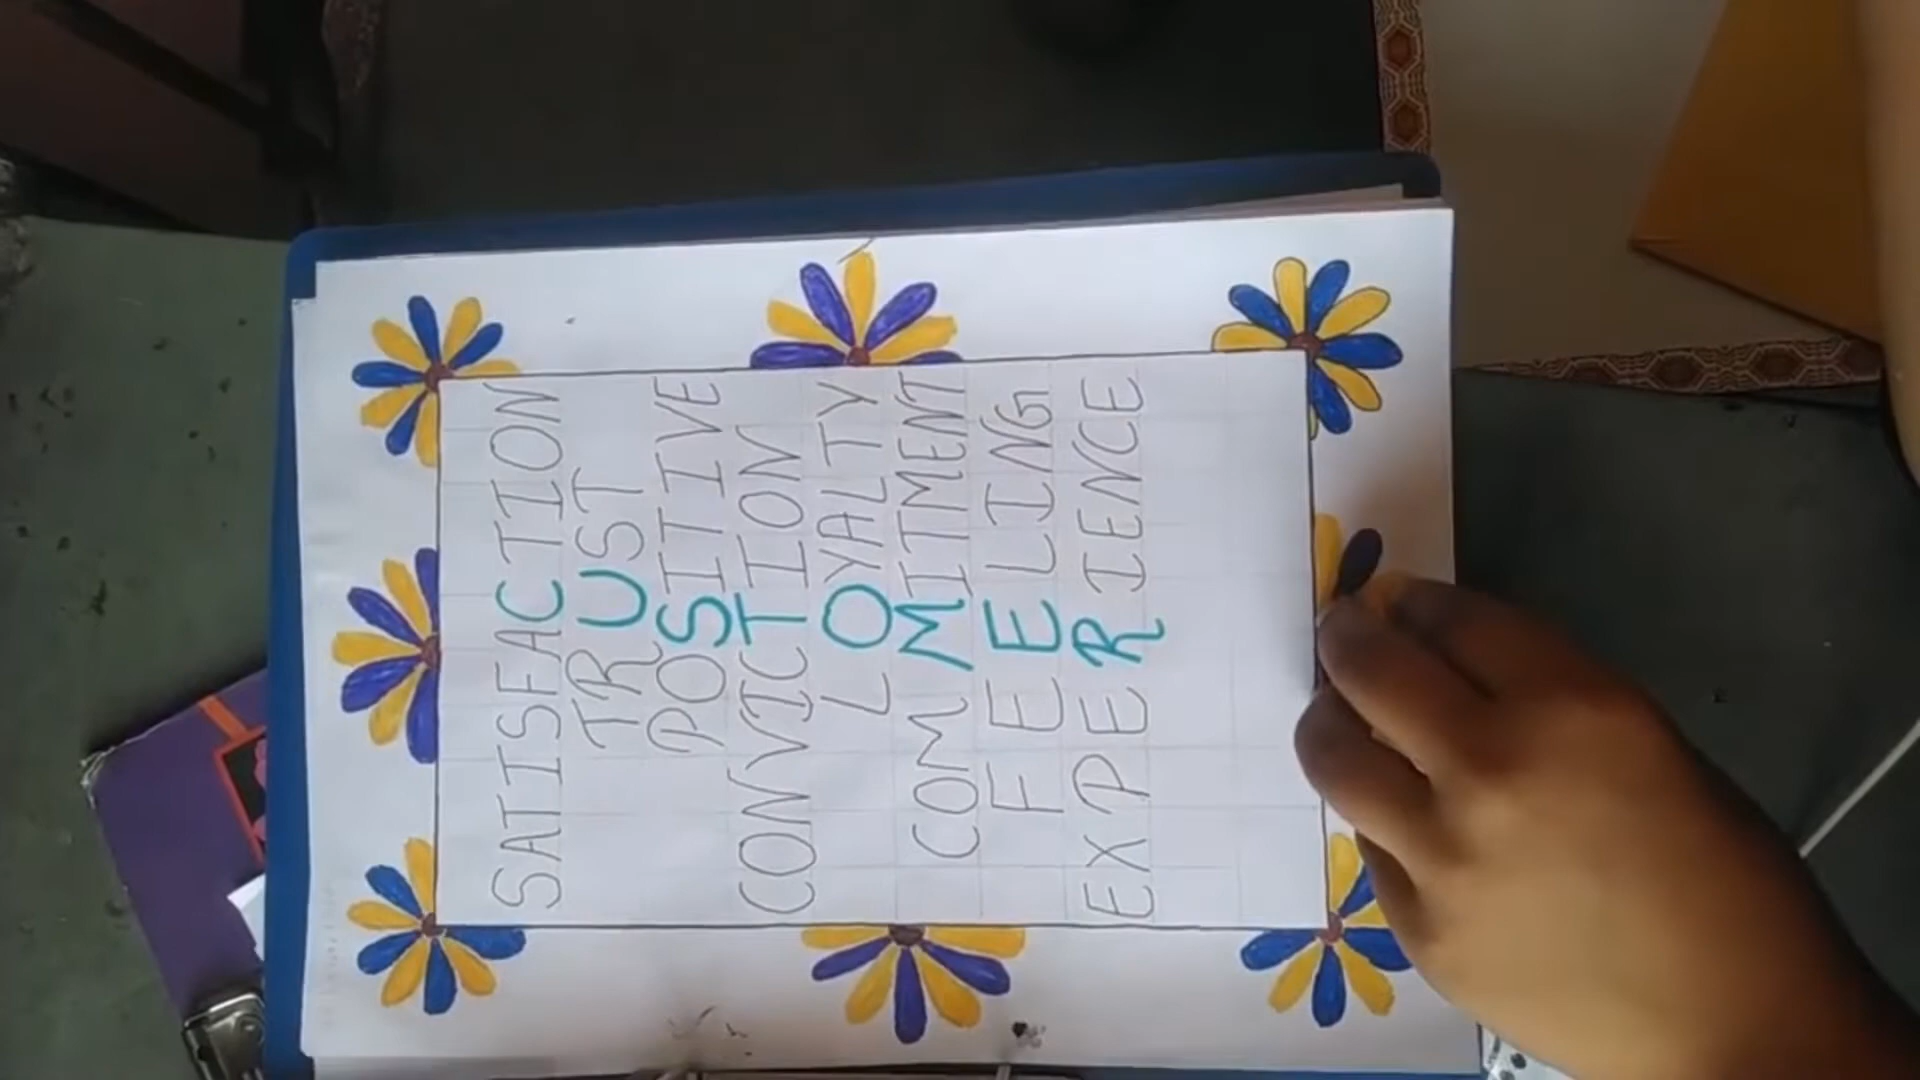 SATISFACTION
TRUST
POSITIVE
CONVICTION
LOYALTY
COMMITMENT
FEELING
EXPERIENCE